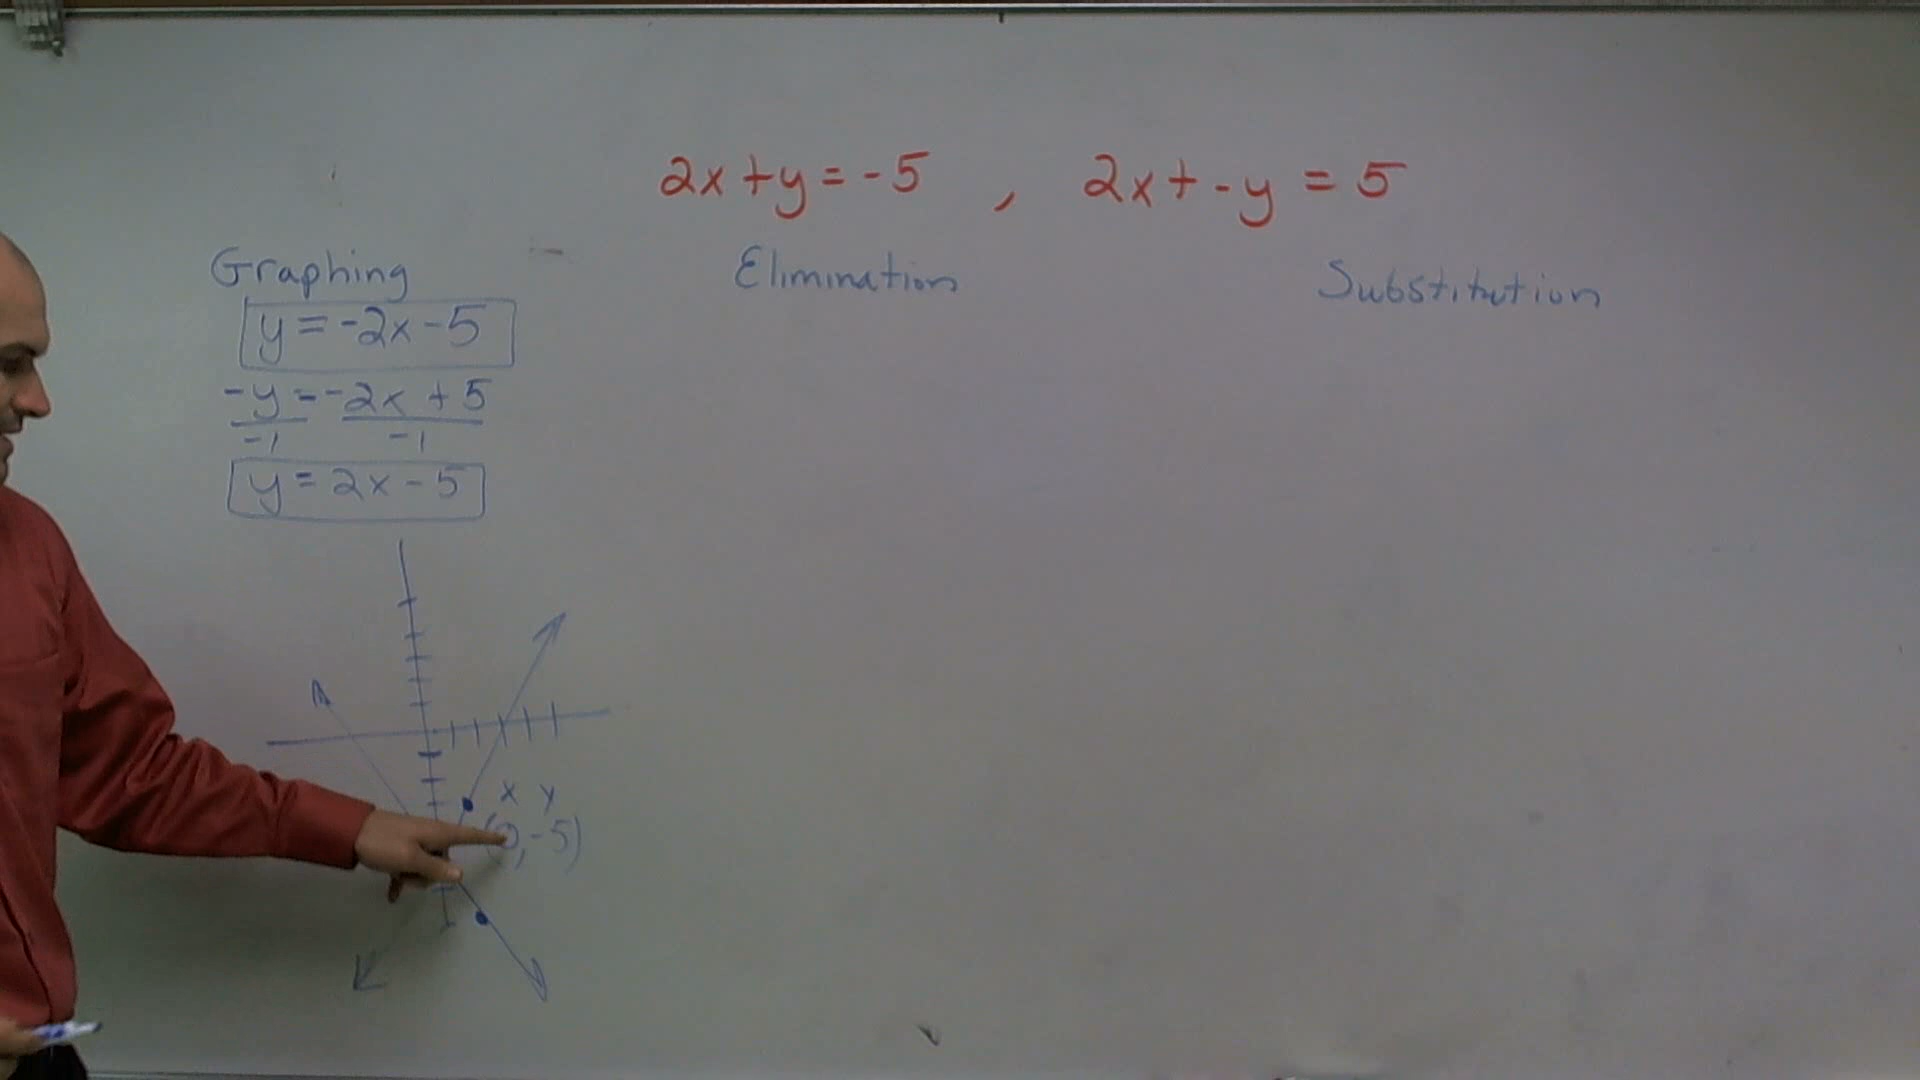 2x+y=-5 , 2x+-y=5
Graphing
Elimination
Substitution
y=-2x-5
-y=-2x+5
-1 -1
y=2x-5
x y
(0,-5)